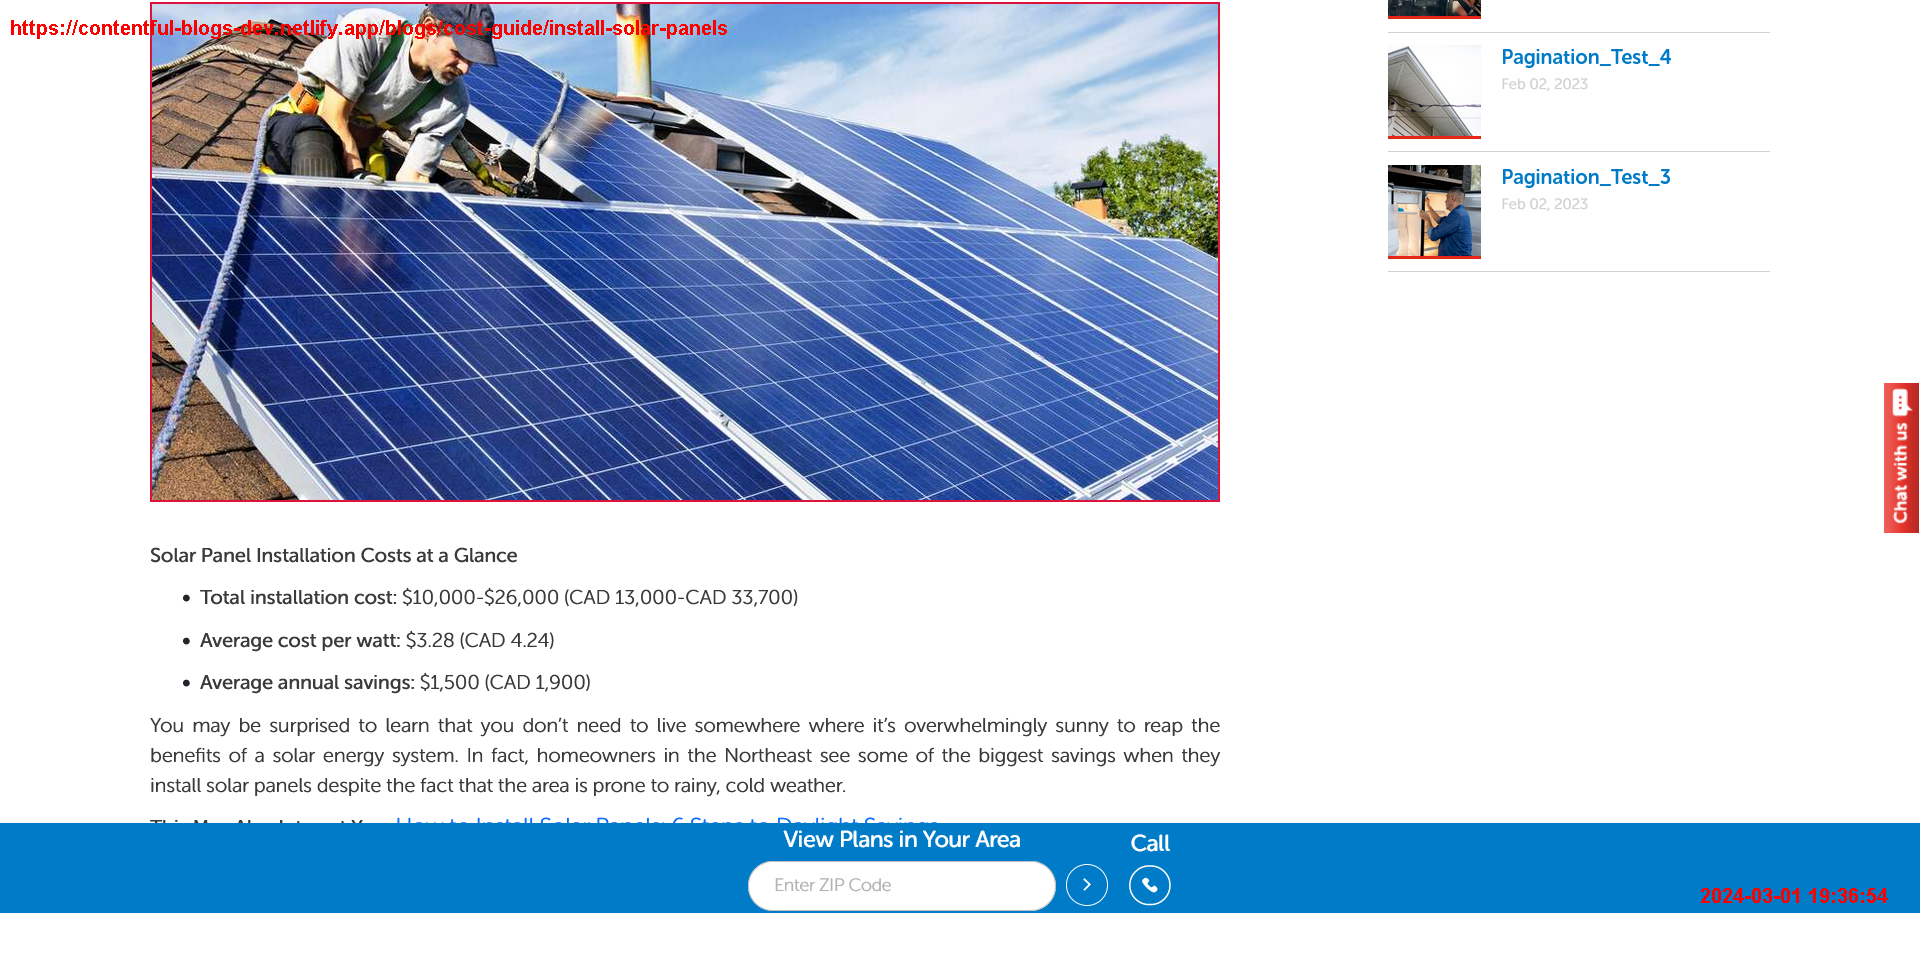 https://contentful-blogs-dev.netlify.app/blogs/cost-guide/install-solar-panels
Pagination_Test_4
Feb 02, 2023
Pagination_Test_3
Feb 02, 2023
Chat with us
Solar Panel Installation Costs at a Glance
• Total installation cost: $10,000-$26,000 (CAD 13,000-CAD 33,700)
• Average cost per watt: $3.28 (CAD 4.24)
• Average annual savings: $1,500 (CAD 1,900)
You may be surprised to learn that you don’t need to live somewhere where it’s overwhelmingly sunny to reap the
benefits of a solar energy system. In fact, homeowners in the Northeast see some of the biggest savings when they
install solar panels despite the fact that the area is prone to rainy, cold weather.
This May Also Interest You: How to Install Solar Panels: 6 Steps to Daylight Savings
View Plans in Your Area
Call
Enter ZIP Code
2024-03-01 19:36:54